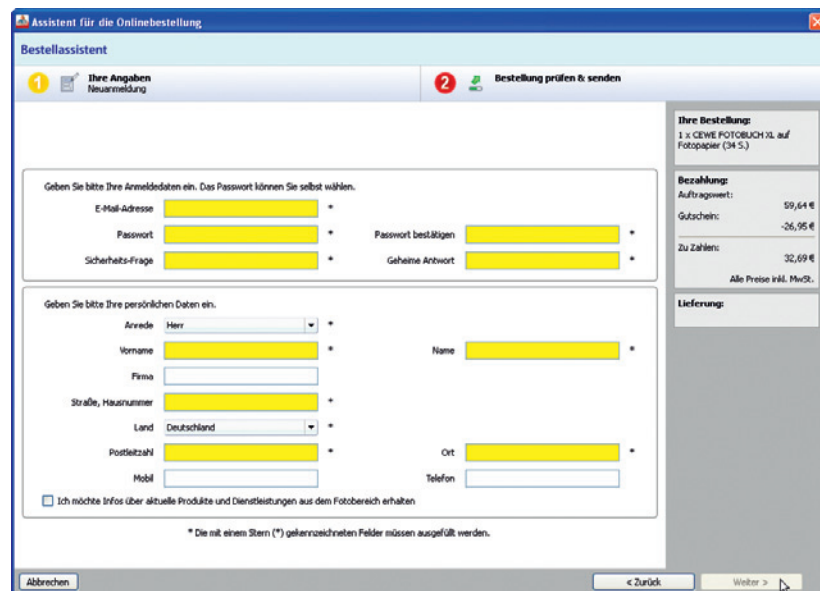 Assistent für die Onlinebestellung
Bestellassistent
1 Ihre Angaben
Neuanmeldung
2 Bestellung prüfen & senden
Geben Sie bitte Ihre Anmeldedaten ein. Das Passwort können Sie selbst wählen.
E-Mail-Adresse *
Passwort * Passwort bestätigen *
Sicherheits-Frage * Geheime Antwort *
Geben Sie bitte Ihre persönlichen Daten ein.
Anrede Herr *
Vorname * Name *
Firma
Straße, Hausnummer *
Land Deutschland *
Postleitzahl * Ort *
Mobil Telefon
Ich möchte Infos über aktuelle Produkte und Dienstleistungen aus dem Fotobereich erhalten
* Die mit einem Stern (*) gekennzeichneten Felder müssen ausgefüllt werden.
Ihre Bestellung:
1 x CEWE FOTOBUCH XL auf
Fotopapier (34 S.)
Bezahlung:
Auftragswert:
59,64 €
Gutschein:
-26,95 €
Zu Zahlen:
32,69 €
Alle Preise inkl. MwSt.
Lieferung:
Abbrechen < Zurück Weiter >